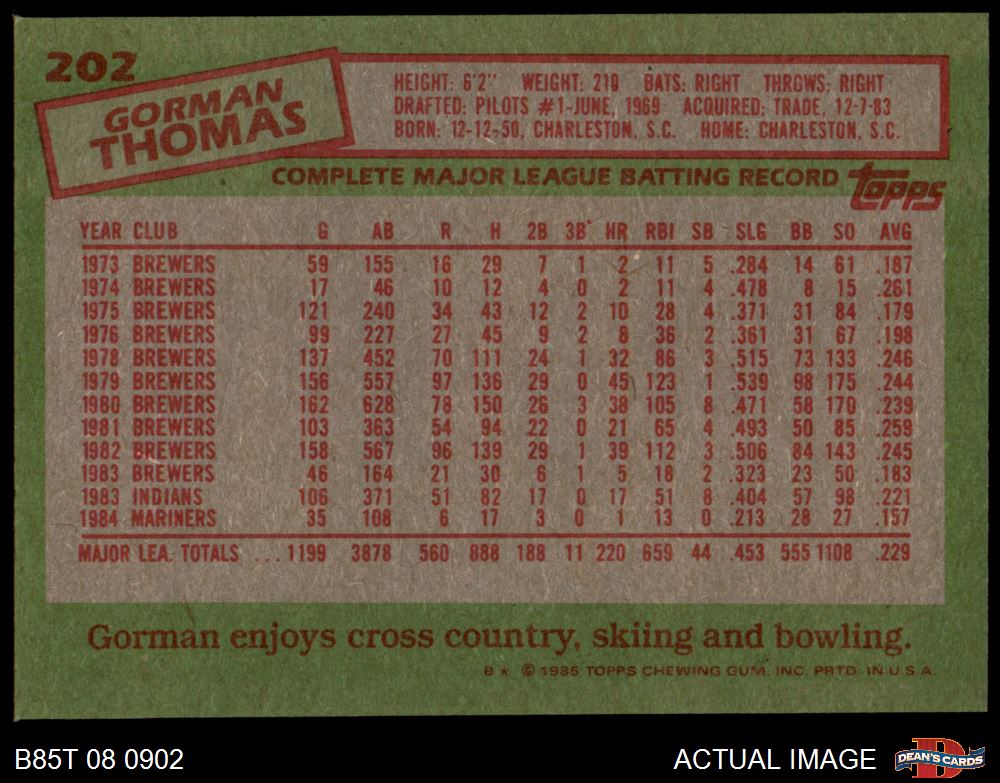 202
GORMAN
THOMAS
HEIGHT: 6'2" WEIGHT: 210 BATS: RIGHT THROWS: RIGHT
DRAFTED: PILOTS #1-JUNE, 1969 ACQUIRED: TRADE, 12-7-83
BORN: 12-12-50, CHARLESTON, S.C. HOME: CHARLESTON, S.C.
COMPLETE MAJOR LEAGUE BATTING RECORD topps
YEAR CLUB G AB R H 2B 3B HR RBI SB SLG BB SO AVG
1973 BREWERS 59 155 16 29 7 1 2 11 5 .284 14 61 .187
1974 BREWERS 17 46 10 12 4 0 2 11 4 .478 8 15 .261
1975 BREWERS 121 240 34 43 12 2 10 28 4 .371 31 84 .179
1976 BREWERS 99 227 27 45 9 2 8 36 2 .361 31 67 .198
1978 BREWERS 137 452 70 111 24 1 32 86 3 .515 73 133 .246
1979 BREWERS 156 557 97 136 29 0 45 123 1 .539 98 175 .244
1980 BREWERS 162 628 78 150 26 3 38 105 8 .471 58 170 .239
1981 BREWERS 103 363 54 94 22 0 21 65 4 .493 50 85 .259
1982 BREWERS 158 567 96 139 29 1 39 112 3 .506 84 143 .245
1983 BREWERS 46 164 21 30 6 1 5 18 2 .323 23 50 .183
1983 INDIANS 106 371 51 82 17 0 17 51 8 .404 57 98 .221
1984 MARINERS 35 108 6 17 3 0 1 13 0 .213 28 27 .157
MAJOR LEA. TOTALS ... 1199 3878 560 888 188 11 220 659 44 .453 555 1108 .229
Gorman enjoys cross country, skiing and bowling.
B★ © 1985 TOPPS CHEWING GUM, INC. PRTD. IN U.S.A.
B85T 08 0902 ACTUAL IMAGE D DEAN'S CARDS